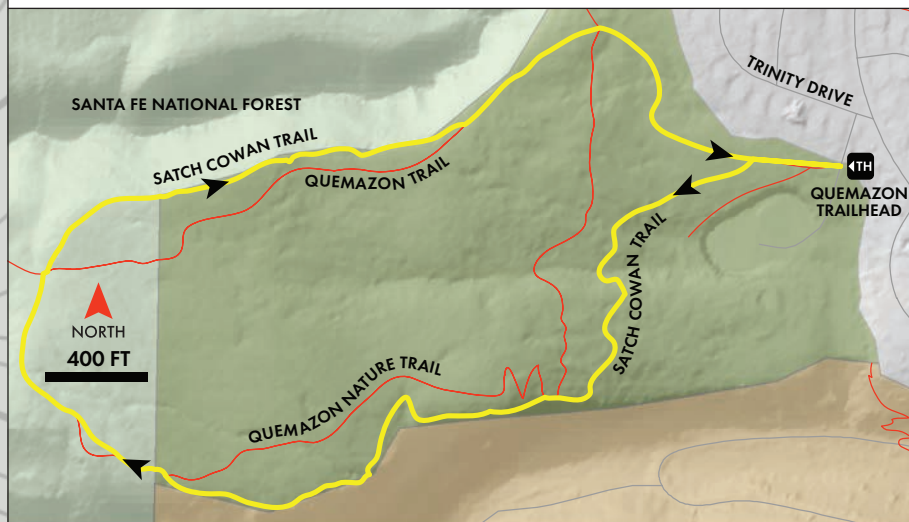 TRINITY DRIVE
SANTA FE NATIONAL FOREST
SATCH COWAN TRAIL
QUEMAZON TRAIL
TH
QUEMAZON
TRAILHEAD
SATCH COWAN TRAIL
NORTH
400 FT
QUEMAZON NATURE TRAIL